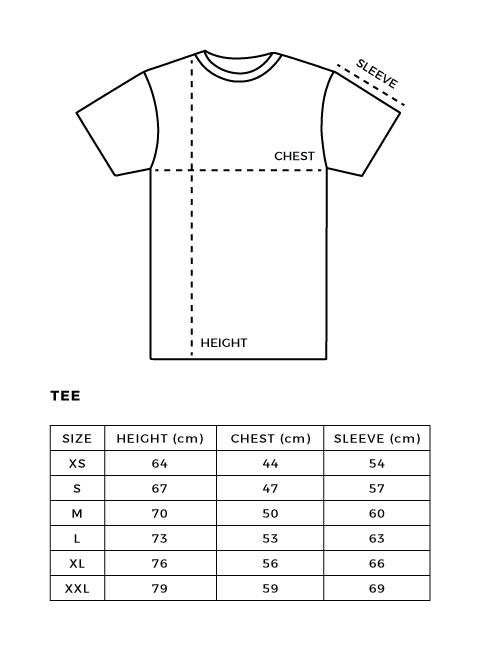 SLEEVE
CHEST
HEIGHT
TEE
SIZE HEIGHT (cm) CHEST (cm) SLEEVE (cm)
XS 64 44 54
S 67 47 57
M 70 50 60
L 73 53 63
XL 76 56 66
XXL 79 59 69